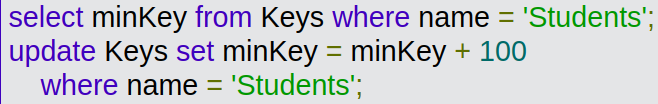 select minKey from Keys where name = 'Students';
update Keys set minKey = minKey + 100
where name = 'Students';